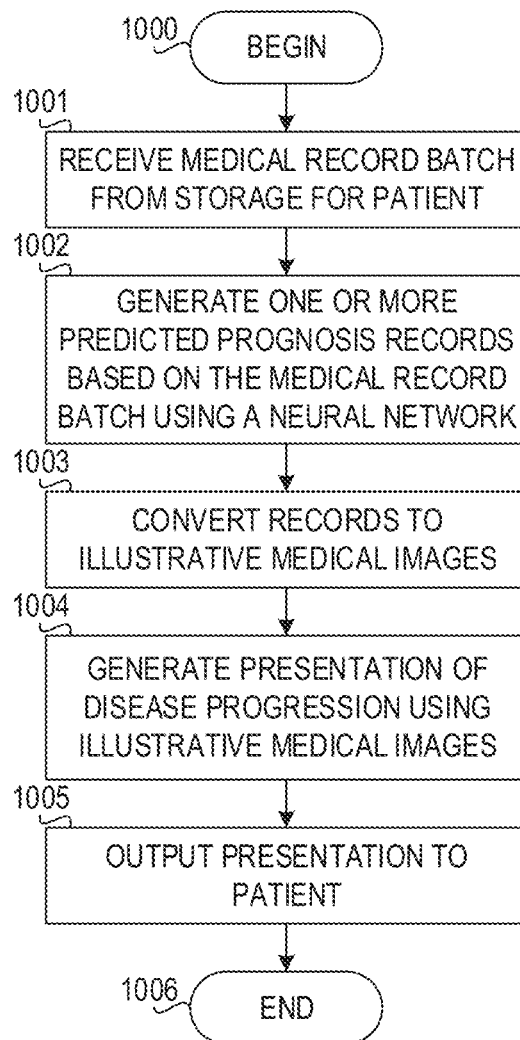 1000
BEGIN
1001
RECEIVE MEDICAL RECORD BATCH
FROM STORAGE FOR PATIENT
1002
GENERATE ONE OR MORE
PREDICTED PROGNOSIS RECORDS
BASED ON THE MEDICAL RECORD
BATCH USING A NEURAL NETWORK
1003
CONVERT RECORDS TO
ILLUSTRATIVE MEDICAL IMAGES
1004
GENERATE PRESENTATION OF
DISEASE PROGRESSION USING
ILLUSTRATIVE MEDICAL IMAGES
1005
OUTPUT PRESENTATION TO
PATIENT
1006
END